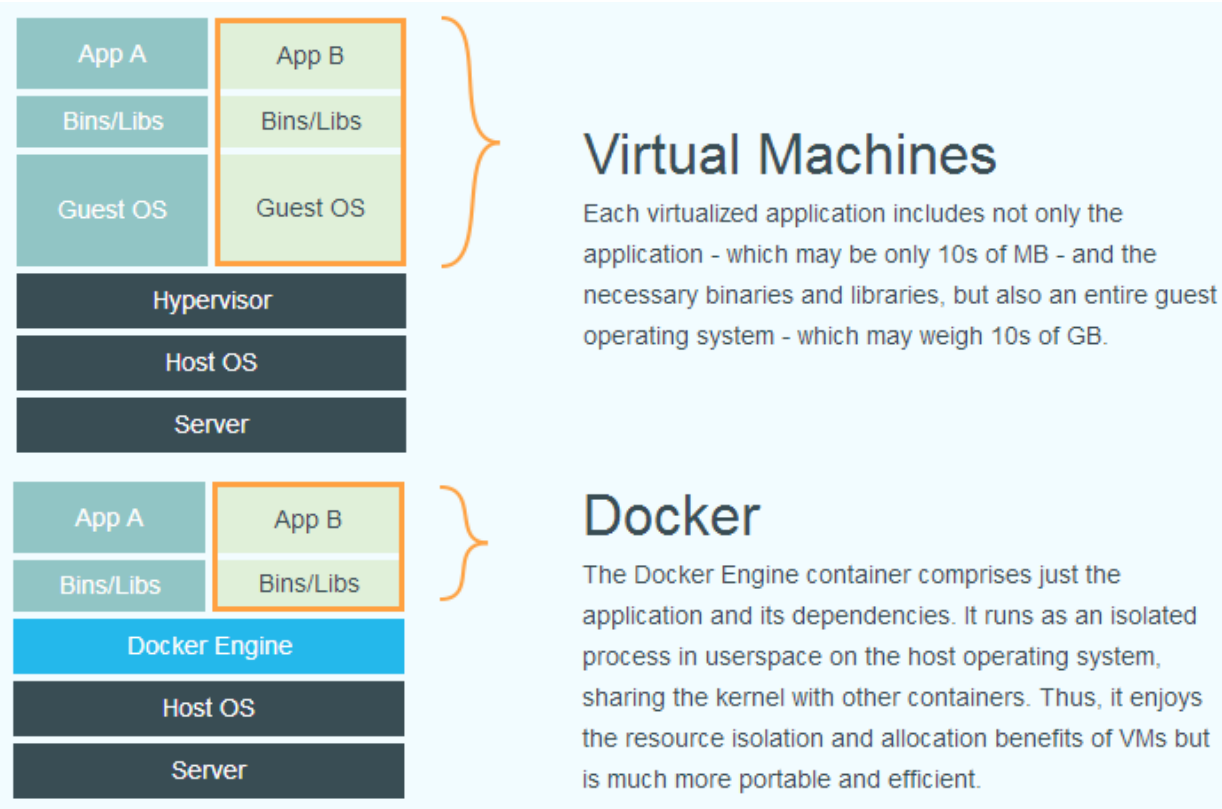 App A
App B
Bins/Libs
Bins/Libs
Guest OS
Guest OS
Hypervisor
Host OS
Server
Virtual Machines
Each virtualized application includes not only the
application - which may be only 10s of MB - and the
necessary binaries and libraries, but also an entire guest
operating system - which may weigh 10s of GB.
App A
App B
Bins/Libs
Bins/Libs
Docker Engine
Host OS
Server
Docker
The Docker Engine container comprises just the
application and its dependencies. It runs as an isolated
process in userspace on the host operating system,
sharing the kernel with other containers. Thus, it enjoys
the resource isolation and allocation benefits of VMs but
is much more portable and efficient.